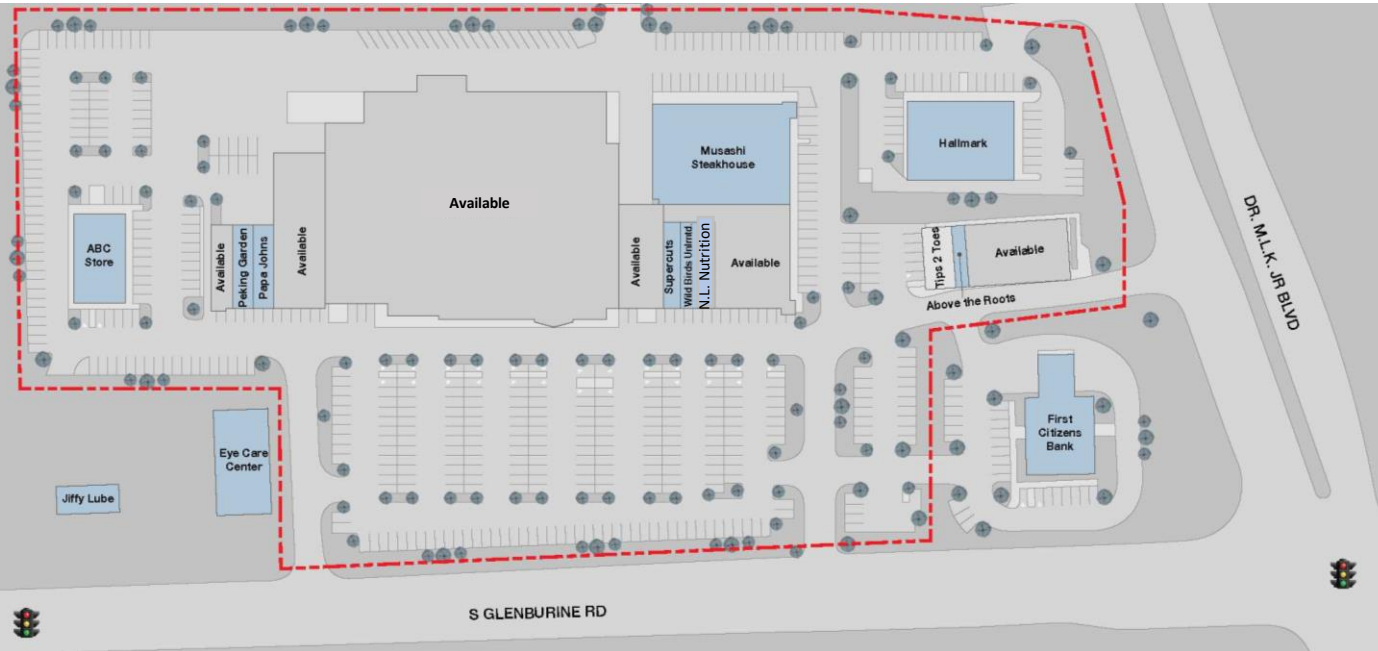 Musashi
Steakhouse
Hallmark
Available
ABC
Store
Available
Peking Garden
Papa Johns
Available
Available
Supercuts
Wild Birds Unlimtd
N.L. Nutrition
Available
Tips 2 Toes
Available
Above the Roots
DR. M.L.K. JR BLVD
First
Citizens
Bank
Eye Care
Center
Jiffy Lube
S GLENBURINE RD